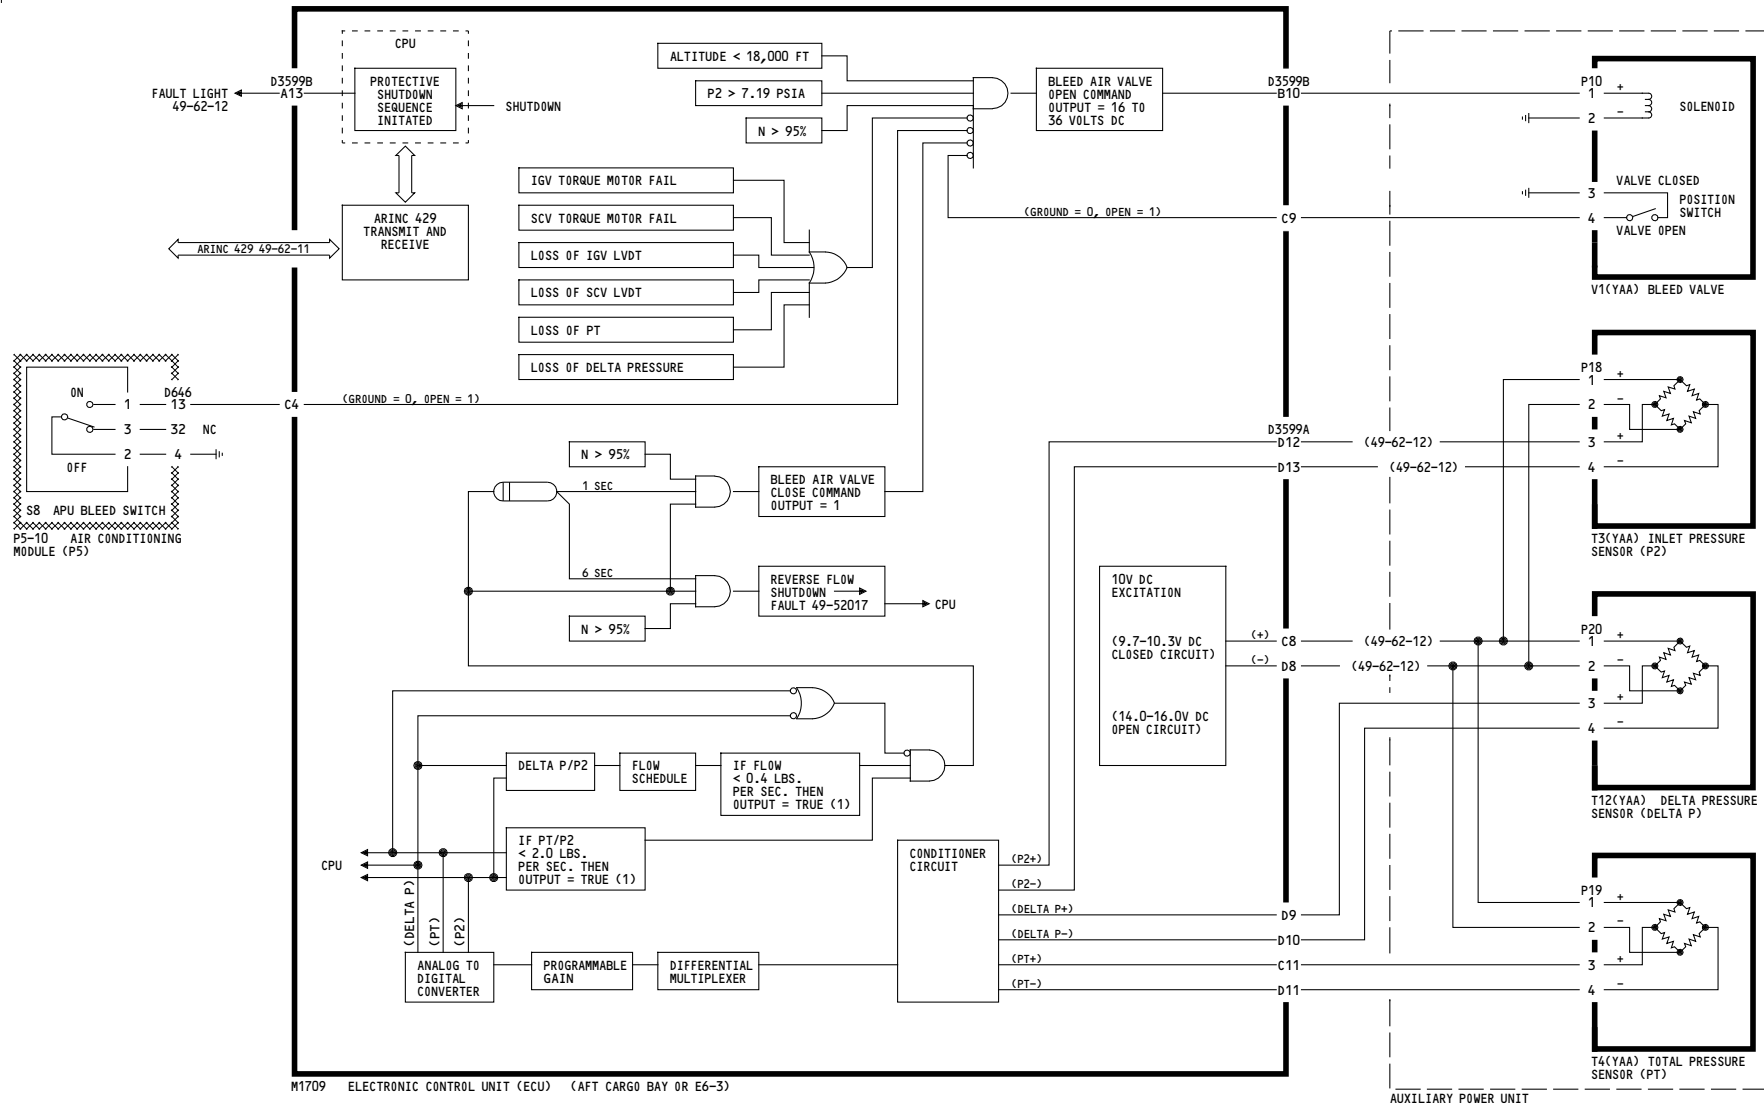 CPU
PROTECTIVE
SHUTDOWN
SEQUENCE
INITATED
SHUTDOWN
D3599B
A13
FAULT LIGHT
49-62-12
ARINC 429
TRANSMIT AND
RECEIVE
ARINC 429 49-62-11
ALTITUDE < 18,000 FT
P2 > 7.19 PSIA
N > 95%
BLEED AIR VALVE
OPEN COMMAND
OUTPUT = 16 TO
36 VOLTS DC
D3599B
B10
P10
1 +
2 -
SOLENOID
3
4
VALVE CLOSED
POSITION
SWITCH
VALVE OPEN
V1(YAA) BLEED VALVE
(GROUND = 0, OPEN = 1)
C9
IGV TORQUE MOTOR FAIL
SCV TORQUE MOTOR FAIL
LOSS OF IGV LVDT
LOSS OF SCV LVDT
LOSS OF PT
LOSS OF DELTA PRESSURE
ON
OFF
1
3
2
D646
13
32 NC
4
S8 APU BLEED SWITCH
P5-10 AIR CONDITIONING
MODULE (P5)
C4
(GROUND = 0, OPEN = 1)
P18
1 +
2 -
3 +
4 -
T3(YAA) INLET PRESSURE
SENSOR (P2)
D3599A
D12 (49-62-12)
D13 (49-62-12)
N > 95%
1 SEC
BLEED AIR VALVE
CLOSE COMMAND
OUTPUT = 1
6 SEC
REVERSE FLOW
SHUTDOWN
FAULT 49-52017
CPU
N > 95%
10V DC
EXCITATION
(9.7-10.3V DC
CLOSED CIRCUIT)
(14.0-16.0V DC
OPEN CIRCUIT)
(+) C8 (49-62-12)
(-) D8 (49-62-12)
P20
1 +
2 -
3 +
4 -
T12(YAA) DELTA PRESSURE
SENSOR (DELTA P)
DELTA P/P2
FLOW
SCHEDULE
IF FLOW
< 0.4 LBS.
PER SEC. THEN
OUTPUT = TRUE (1)
IF PT/P2
< 2.0 LBS.
PER SEC. THEN
OUTPUT = TRUE (1)
CPU
(DELTA P)
(PT)
(P2)
ANALOG TO
DIGITAL
CONVERTER
PROGRAMMABLE
GAIN
DIFFERENTIAL
MULTIPLEXER
CONDITIONER
CIRCUIT
(P2+)
(P2-)
(DELTA P+)
D9
(DELTA P-)
D10
(PT+)
C11
(PT-)
D11
P19
1 +
2 -
3 +
4 -
T4(YAA) TOTAL PRESSURE
SENSOR (PT)
M1709 ELECTRONIC CONTROL UNIT (ECU) (AFT CARGO BAY OR E6-3)
AUXILIARY POWER UNIT